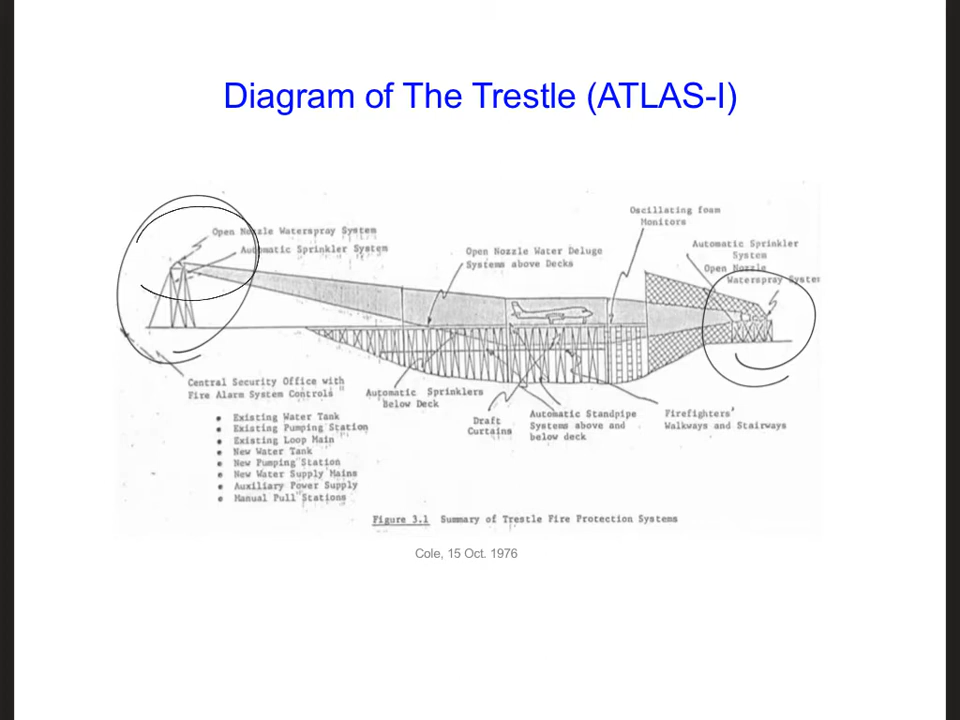 Diagram of The Trestle (ATLAS-I)
Oscillating foam
Monitors
Open Nozzle Waterspray System
Automatic Sprinkler System
Open Nozzle Water Deluge
Systems above Decks
Automatic Sprinkler
System
Open Nozzle
Waterspray System
Central Security Office with
Fire Alarm System Controls
Automatic Sprinklers
Below Deck
Draft
Curtains
Automatic Standpipe
Systems above and
below deck
Firefighters'
Walkways and Stairways
• Existing Water Tank
• Existing Pumping Station
• Existing Loop Main
• New Water Tank
• New Pumping Station
• New Water Supply Mains
• Auxiliary Power Supply
• Manual Pull Stations
Figure 3.1 Summary of Trestle Fire Protection Systems
Cole, 15 Oct. 1976